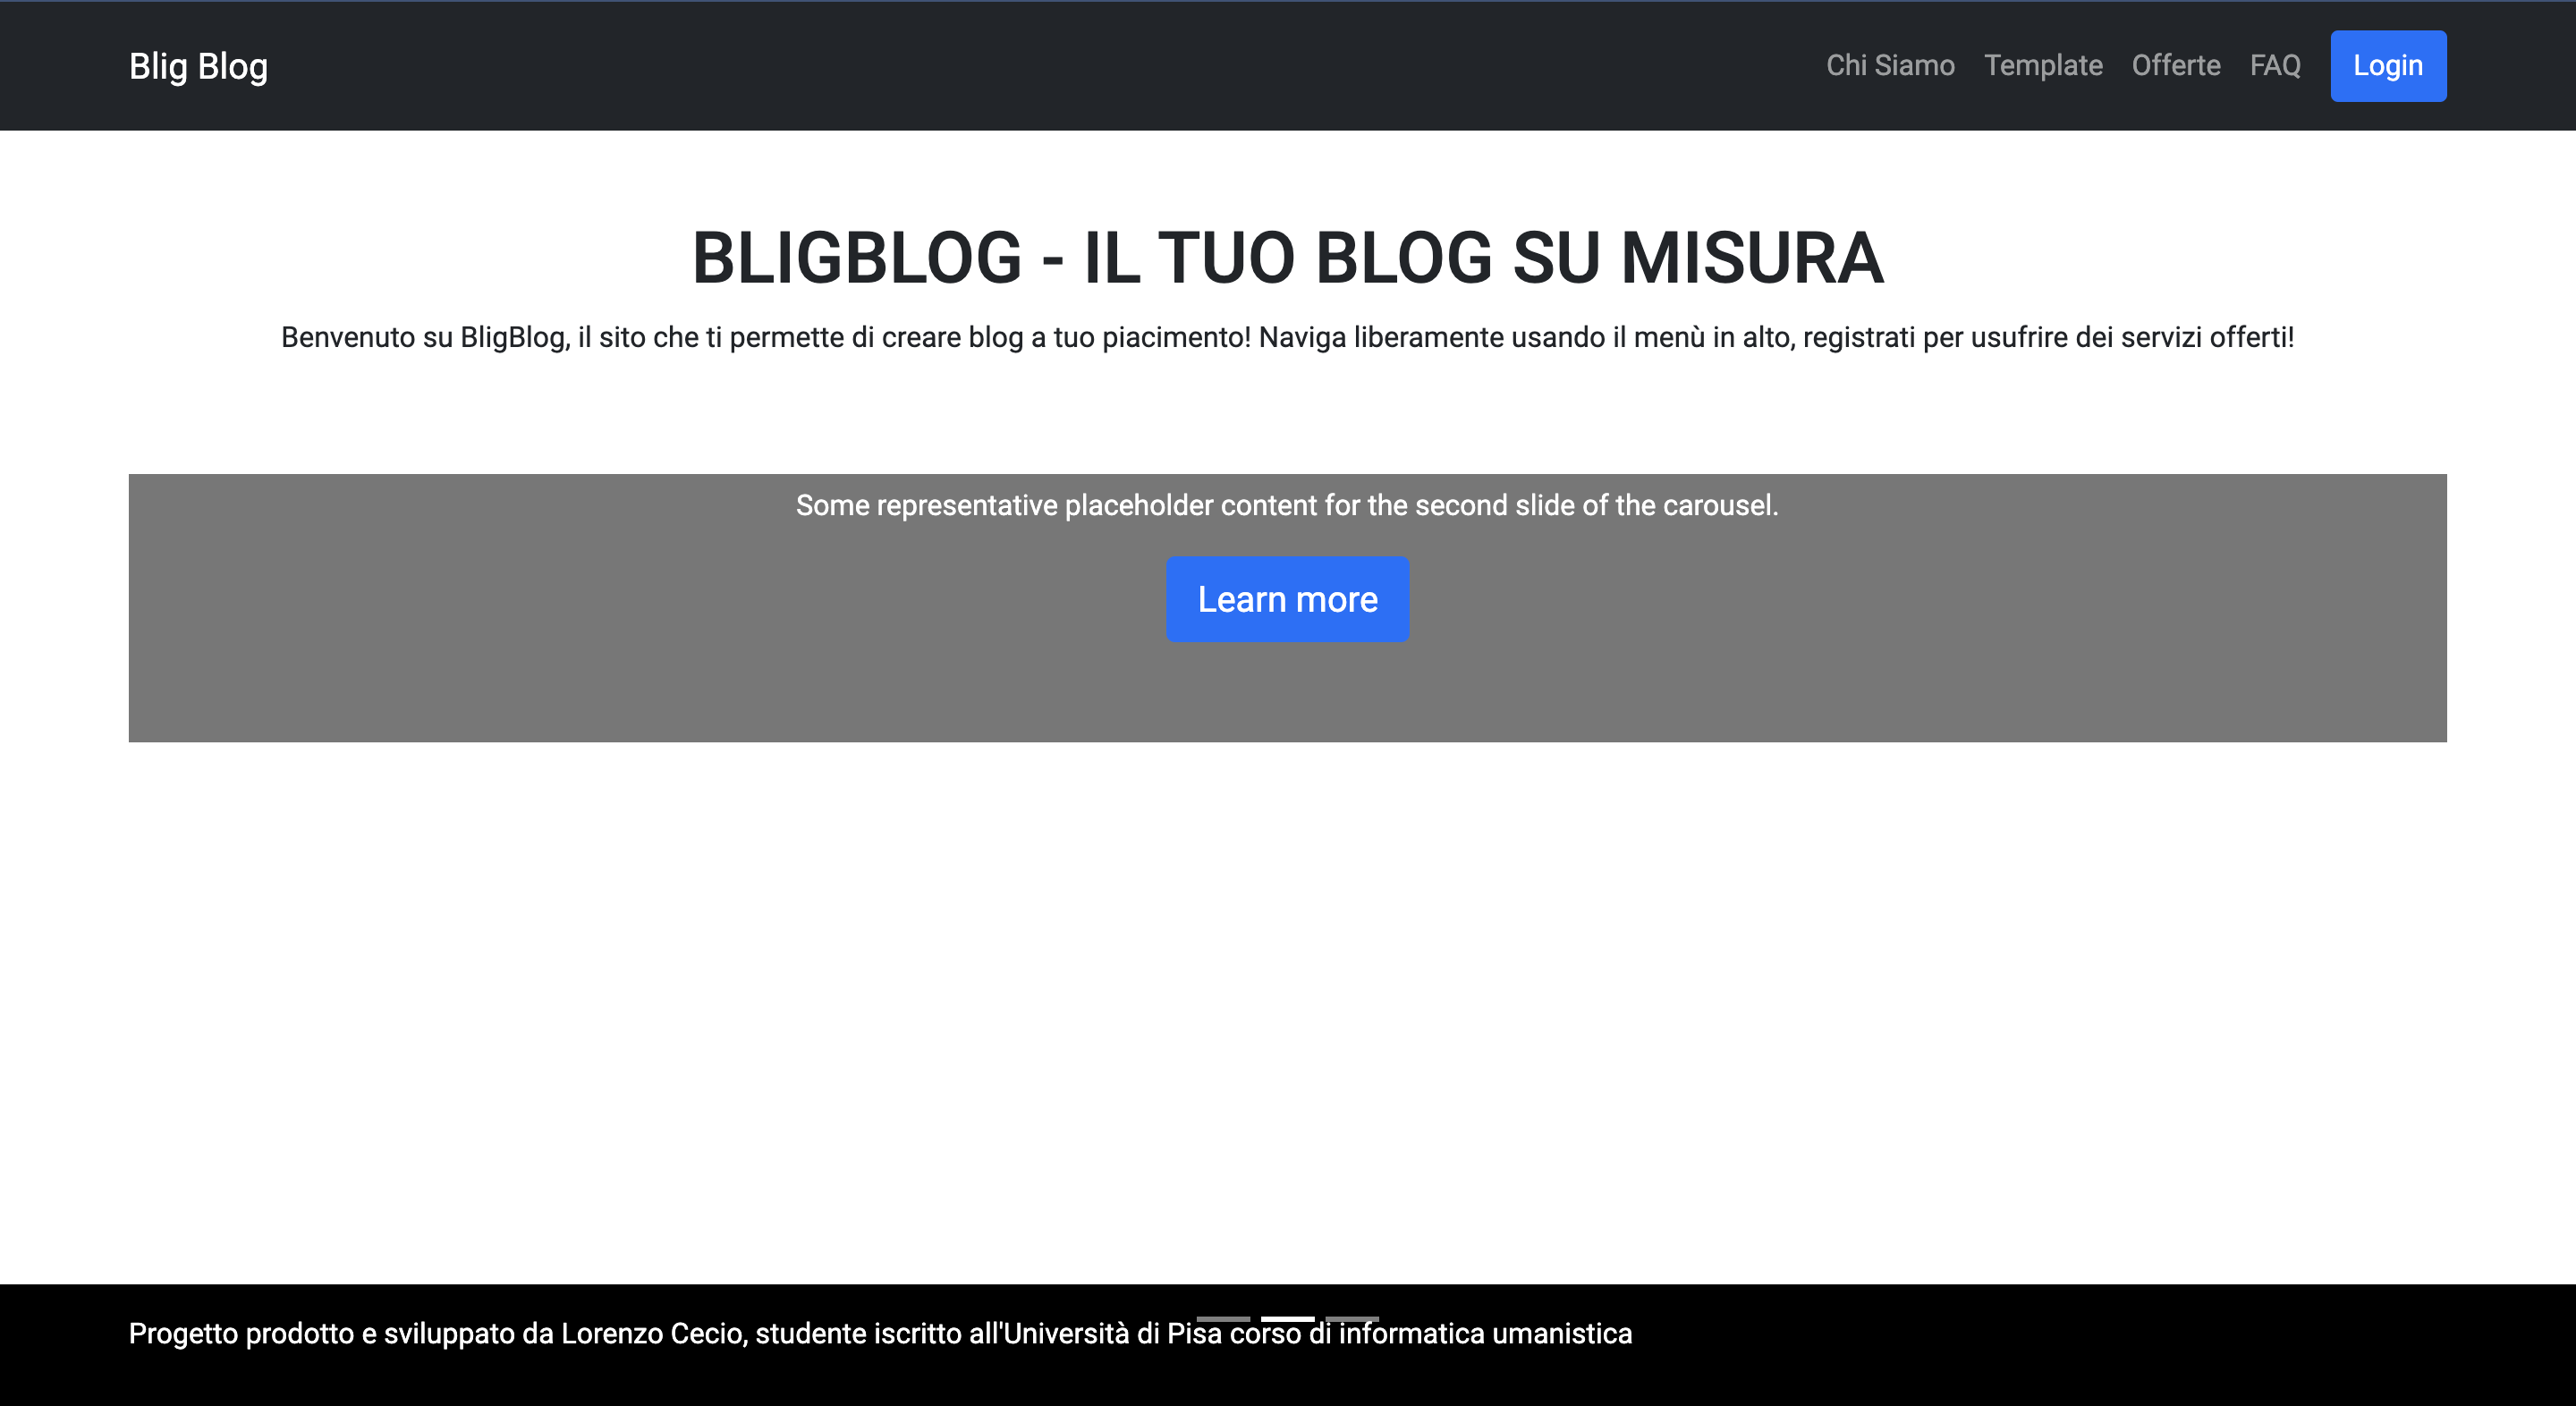 Blig Blog
Chi Siamo
Template
Offerte
FAQ
Login
BLIGBLOG - IL TUO BLOG SU MISURA
Benvenuto su BligBlog, il sito che ti permette di creare blog a tuo piacimento! Naviga liberamente usando il menù in alto, registrati per usufrire dei servizi offerti!
Some representative placeholder content for the second slide of the carousel.
Learn more
Progetto prodotto e sviluppato da Lorenzo Cecio, studente iscritto all'Università di Pisa corso di informatica umanistica